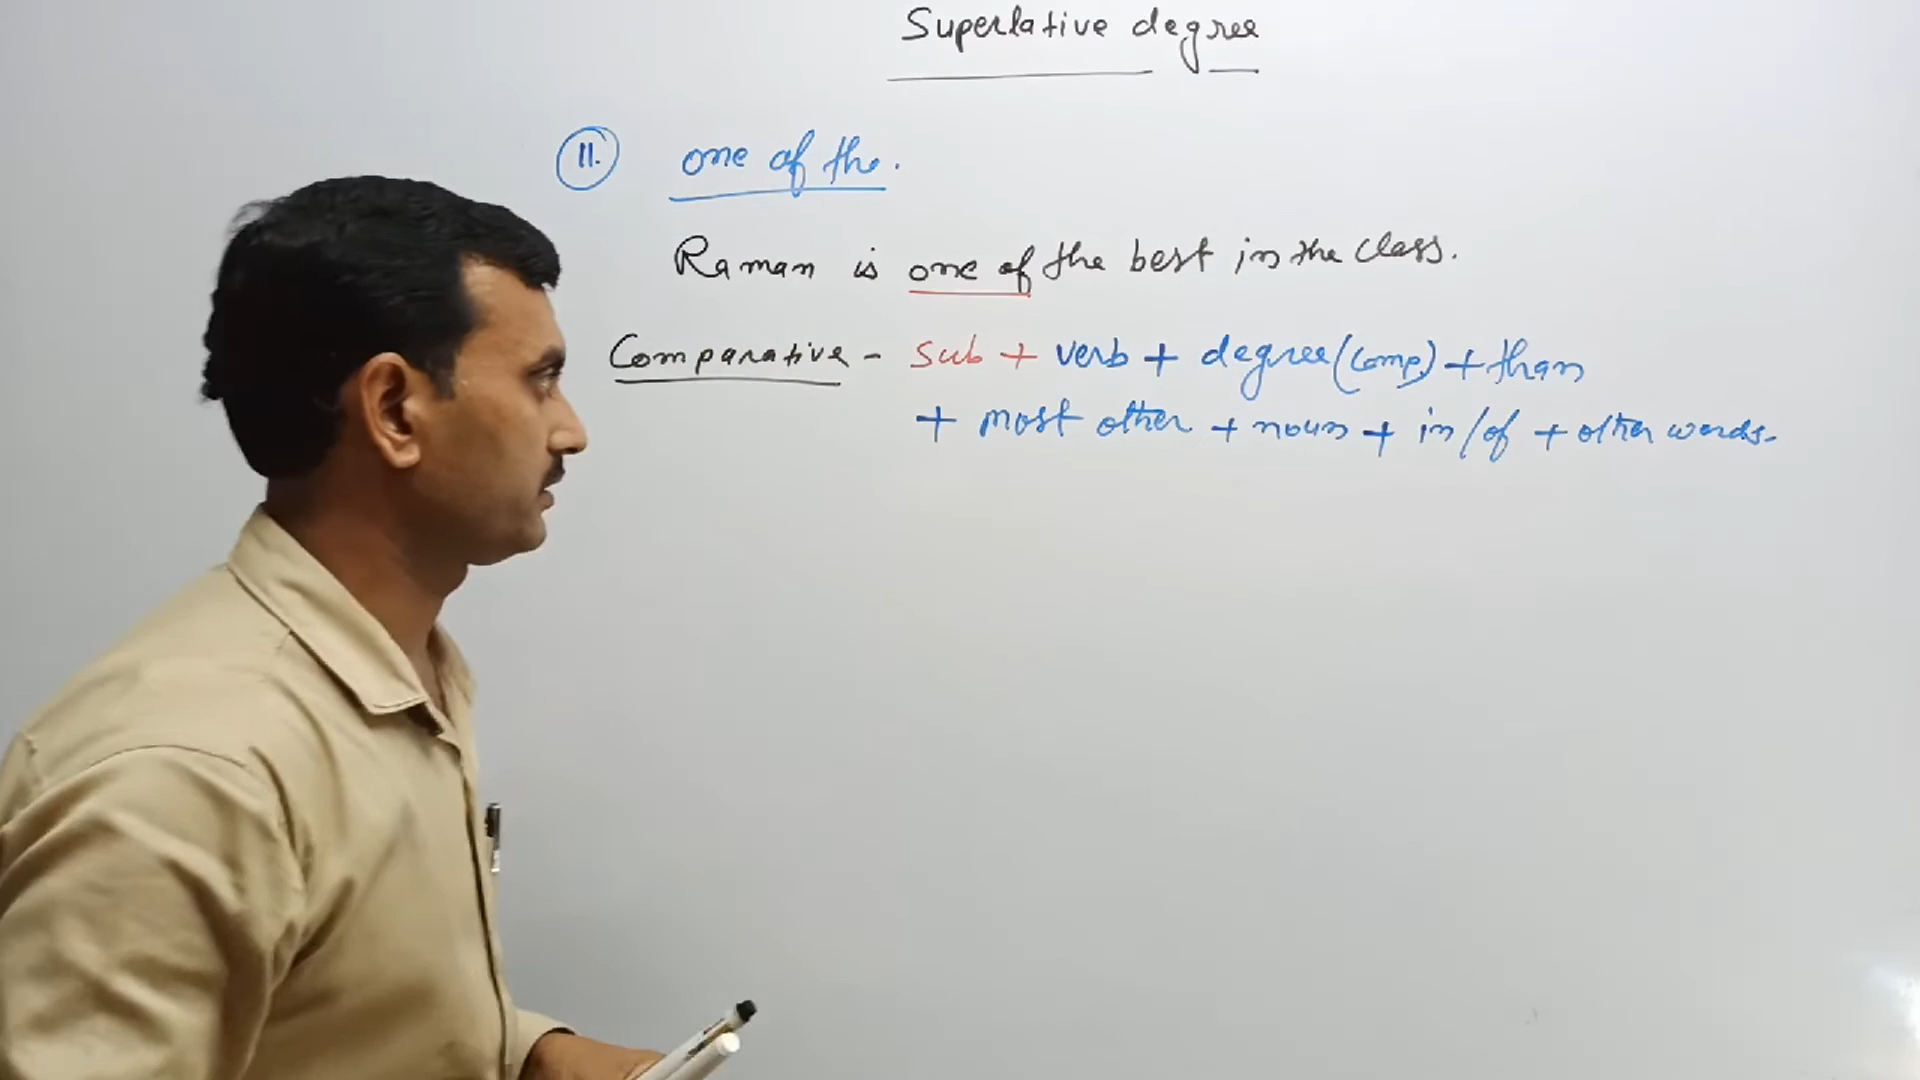 Superlative degree
II. one of the.
Raman is one of the best in the class.
Comparative - Sub + verb + degree (comp) + than
+ most other + noun + in/of + other words.